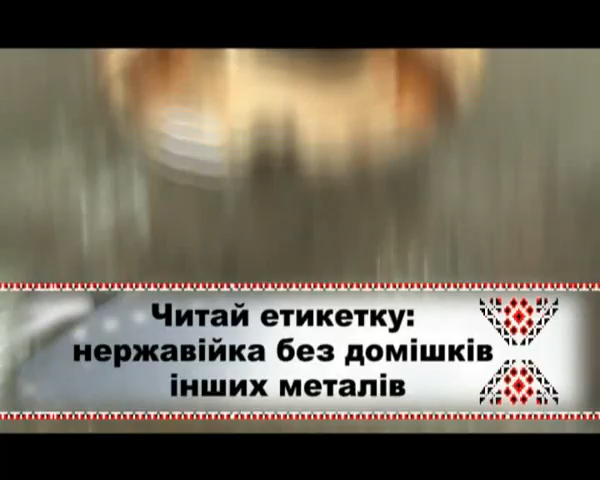 Читай етикетку:
нержавійка без домішків
інших металів